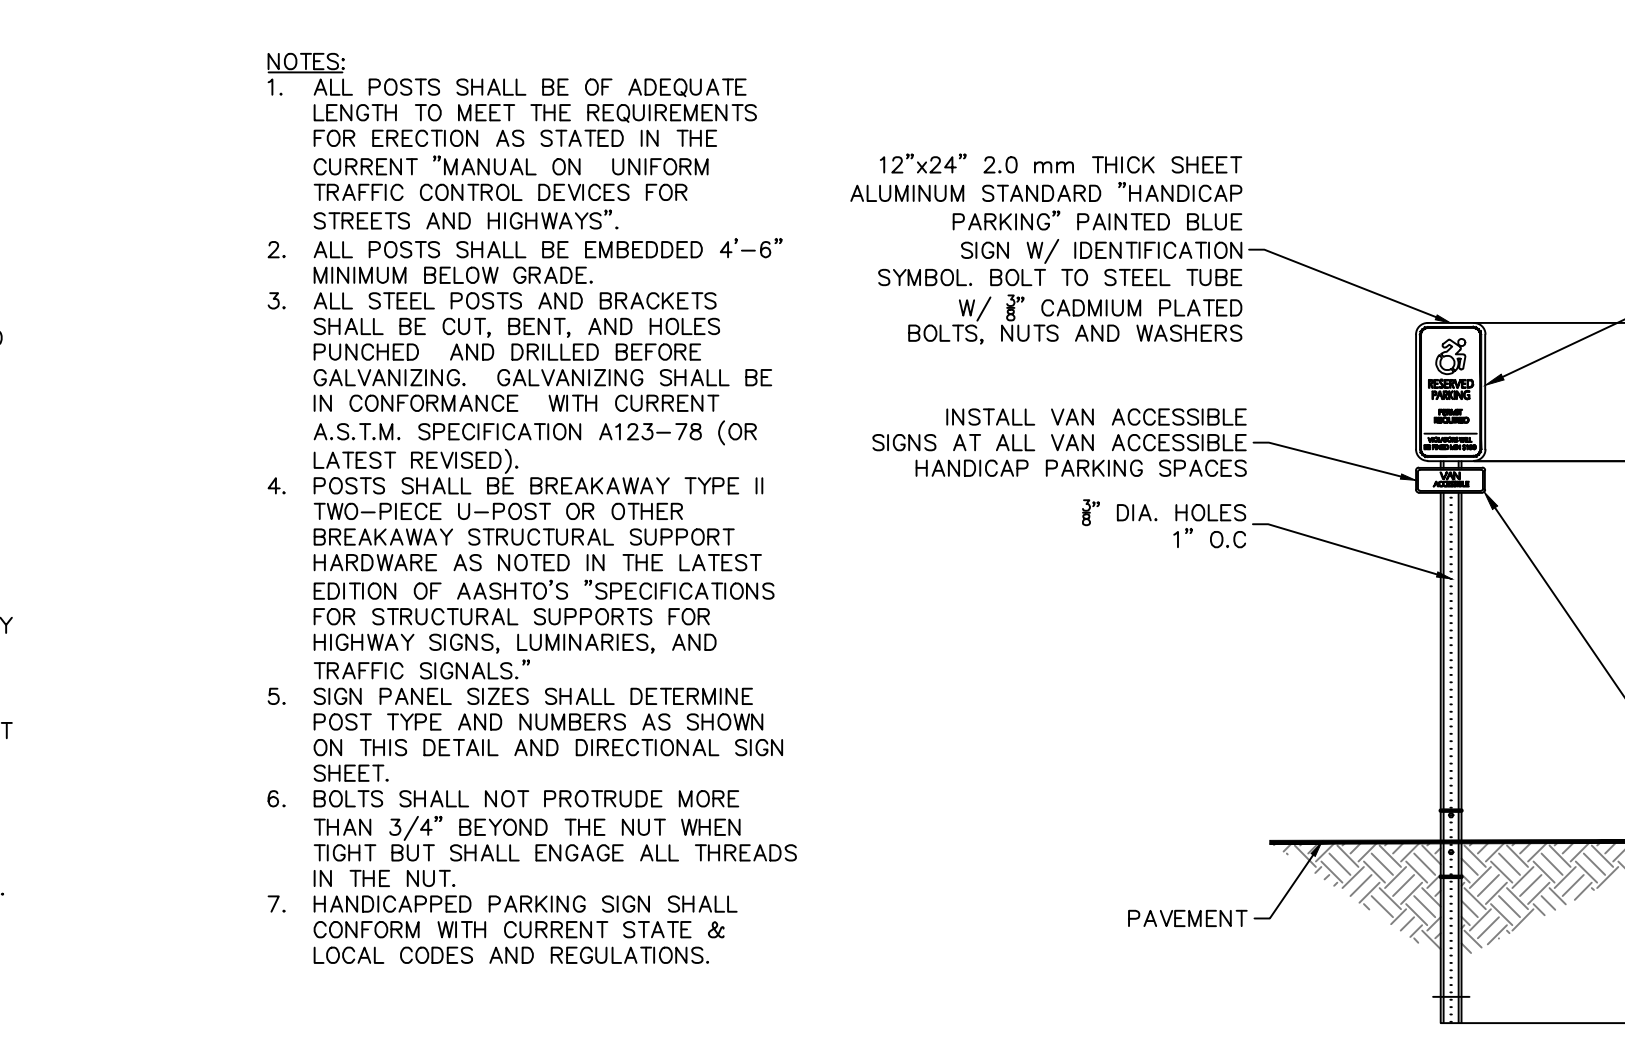 NOTES:
1. ALL POSTS SHALL BE OF ADEQUATE
LENGTH TO MEET THE REQUIREMENTS
FOR ERECTION AS STATED IN THE
CURRENT "MANUAL ON UNIFORM
TRAFFIC CONTROL DEVICES FOR
STREETS AND HIGHWAYS".
2. ALL POSTS SHALL BE EMBEDDED 4'-6"
MINIMUM BELOW GRADE.
3. ALL STEEL POSTS AND BRACKETS
SHALL BE CUT, BENT, AND HOLES
PUNCHED AND DRILLED BEFORE
GALVANIZING. GALVANIZING SHALL BE
IN CONFORMANCE WITH CURRENT
A.S.T.M. SPECIFICATION A123-78 (OR
LATEST REVISED).
4. POSTS SHALL BE BREAKAWAY TYPE II
TWO-PIECE U-POST OR OTHER
BREAKAWAY STRUCTURAL SUPPORT
HARDWARE AS NOTED IN THE LATEST
EDITION OF AASHTO'S "SPECIFICATIONS
FOR STRUCTURAL SUPPORTS FOR
HIGHWAY SIGNS, LUMINARIES, AND
TRAFFIC SIGNALS."
5. SIGN PANEL SIZES SHALL DETERMINE
POST TYPE AND NUMBERS AS SHOWN
ON THIS DETAIL AND DIRECTIONAL SIGN
SHEET.
6. BOLTS SHALL NOT PROTRUDE MORE
THAN 3/4" BEYOND THE NUT WHEN
TIGHT BUT SHALL ENGAGE ALL THREADS
IN THE NUT.
7. HANDICAPPED PARKING SIGN SHALL
CONFORM WITH CURRENT STATE &
LOCAL CODES AND REGULATIONS.
12"x24" 2.0 mm THICK SHEET
ALUMINUM STANDARD "HANDICAP
PARKING" PAINTED BLUE
SIGN W/ IDENTIFICATION
SYMBOL. BOLT TO STEEL TUBE
W/ 3/8" CADMIUM PLATED
BOLTS, NUTS AND WASHERS
INSTALL VAN ACCESSIBLE
SIGNS AT ALL VAN ACCESSIBLE
HANDICAP PARKING SPACES
3/8" DIA. HOLES
1" O.C
PAVEMENT
RESERVED
PARKING
PERMIT
REQUIRED
VIOLATORS WILL
BE FINED MIN $100
VAN
ACCESSIBLE
Y
T